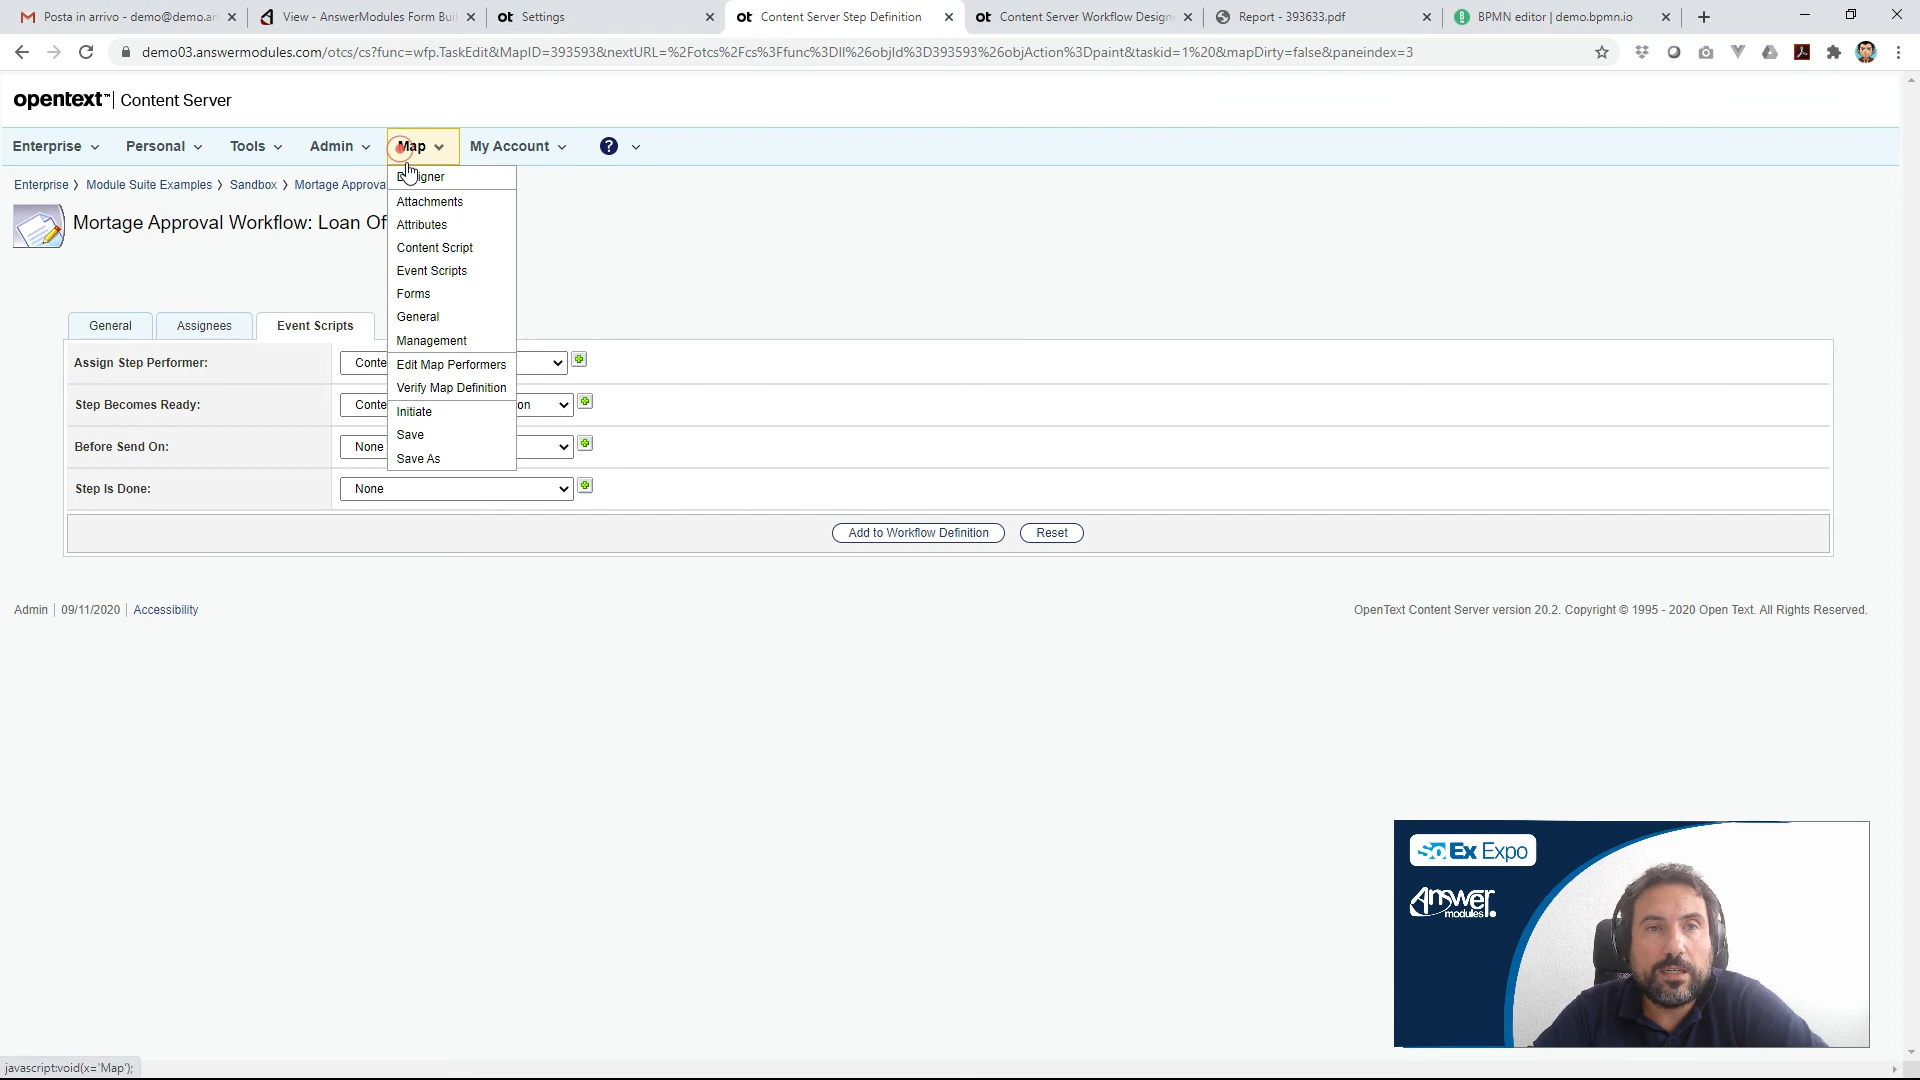 Posta in arrivo - demo@demo.an
View - AnswerModules Form Buil
Settings
Content Server Step Definition
Content Server Workflow Design
Report - 393633.pdf
BPMN editor | demo.bpmn.io
demo03.answermodules.com/otcs/cs?func=wfp.TaskEdit&MapID=393593&nextURL=%2Fotcs%2Fcs%3Ffunc%3Dll%26objId%3D393593%26objAction%3Dpaint&taskid=1%20&mapDirty=false&paneindex=3
opentext™ | Content Server
Enterprise Personal Tools Admin Map My Account ?
Enterprise › Module Suite Examples › Sandbox › Mortage Approva
Mortage Approval Workflow: Loan Of
Attachments
Attributes
Content Script
Event Scripts
Forms
General
Management
Edit Map Performers
Verify Map Definition
Initiate
Save
Save As
General Assignees Event Scripts
Assign Step Performer: Conte
Step Becomes Ready: Conte on
Before Send On: None
Step Is Done: None
Add to Workflow Definition Reset
Admin | 09/11/2020 | Accessibility
OpenText Content Server version 20.2. Copyright © 1995 - 2020 Open Text. All Rights Reserved.
SoEx Expo
Answer
modules
javascript:void(x='Map');